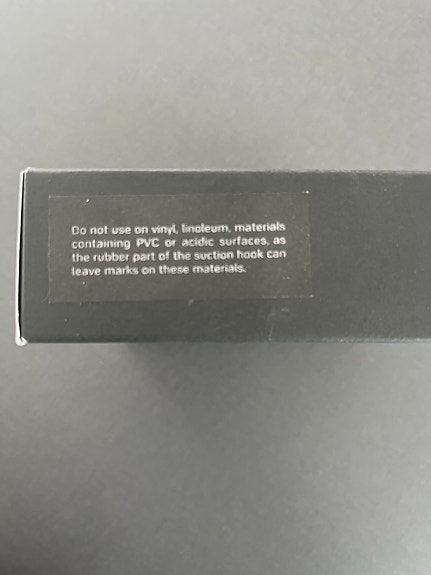 Do not use on vinyl, linoleum, materials
containing PVC or acidic surfaces, as
the rubber part of the suction hook can
leave marks on these materials.